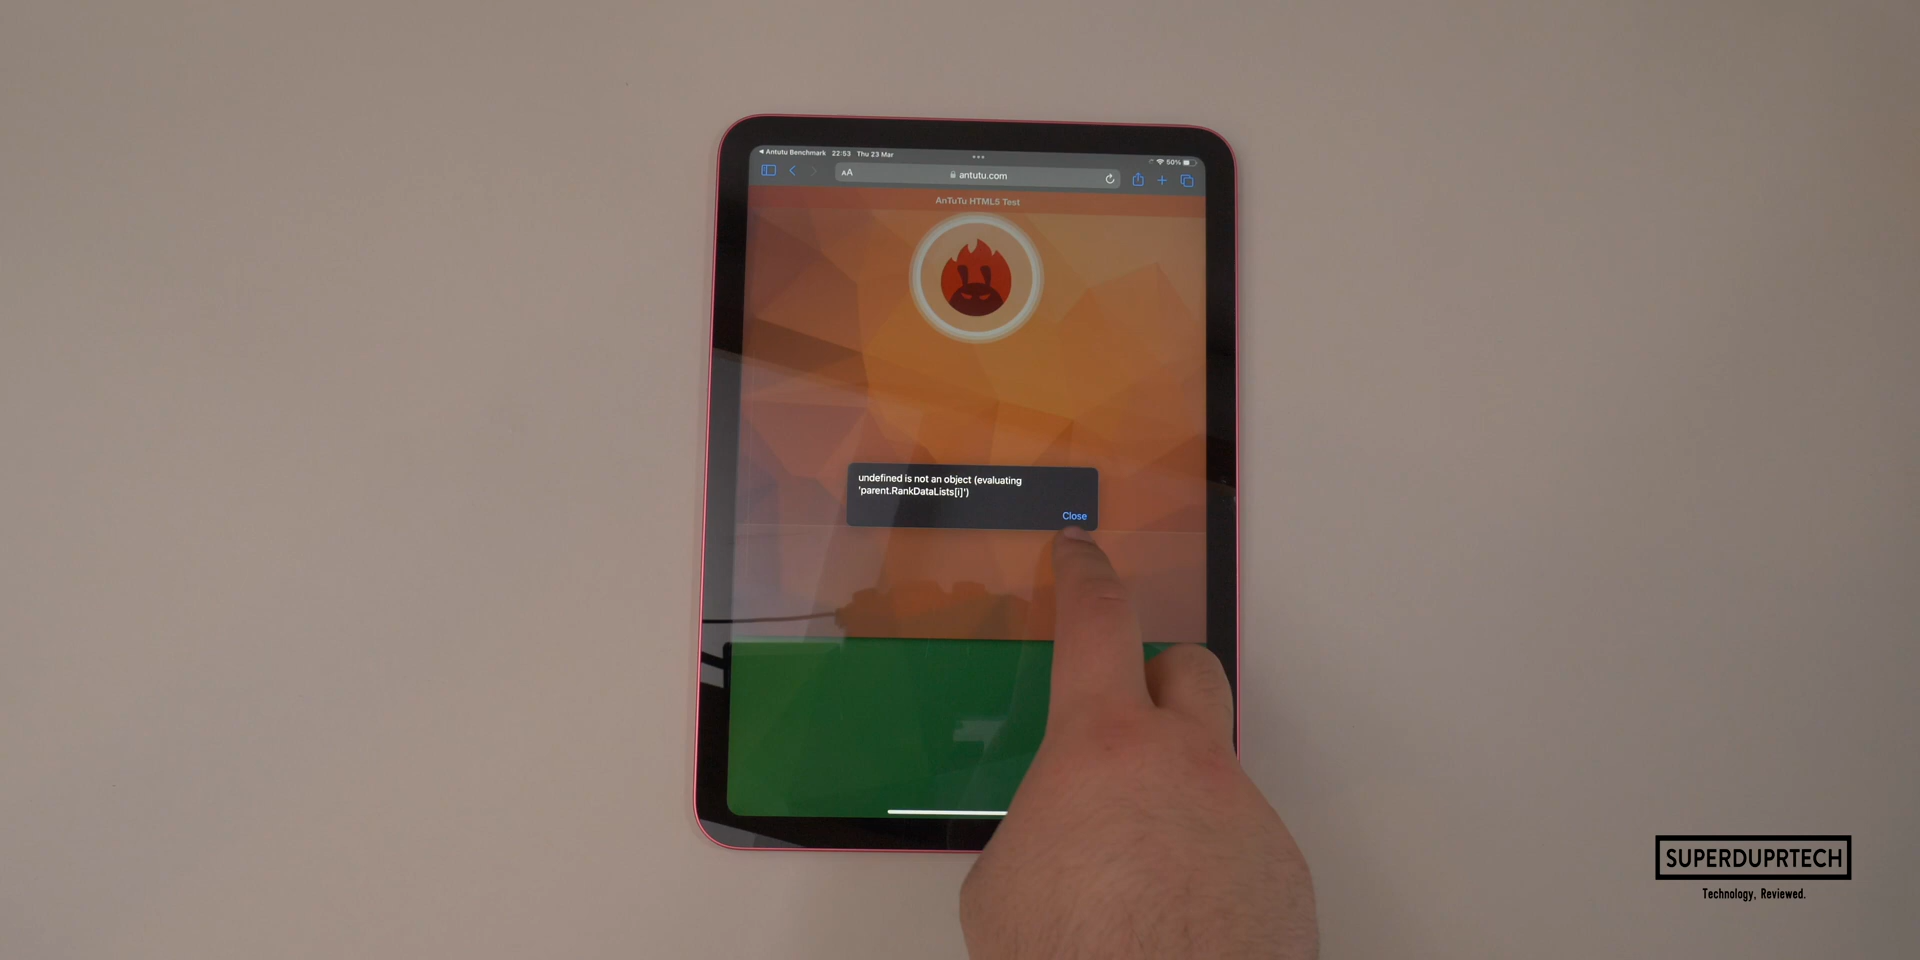 Antutu Benchmark 22:53 Thu 23 Mar
50%
AA
antutu.com
AnTuTu HTML5 Test
undefined is not an object (evaluating
'parent.RankDataLists[i]')
Close
SUPERDUPRTECH
Technology, Reviewed.